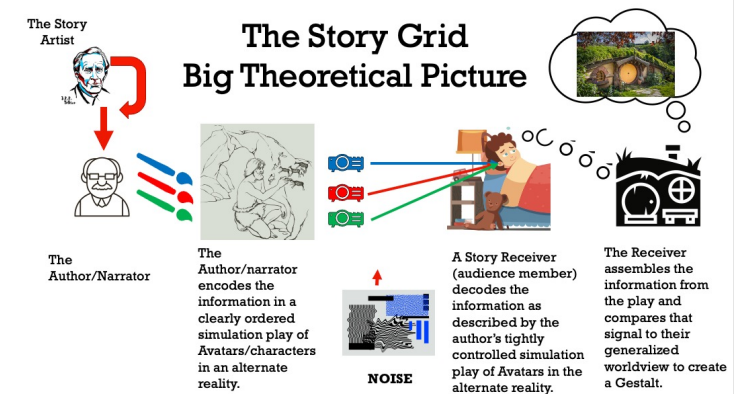 The Story
Artist
The Story Grid
Big Theoretical Picture
The
Author/Narrator
The
Author/narrator
encodes the
information in a
clearly ordered
simulation play of
Avatars/characters
in an alternate
reality.
NOISE
A Story Receiver
(audience member)
decodes the
information as
described by the
author's tightly
controlled simulation
play of Avatars in the
alternate reality.
The Receiver
assembles the
information from
the play and
compares that
signal to their
generalized
worldview to create
a Gestalt.